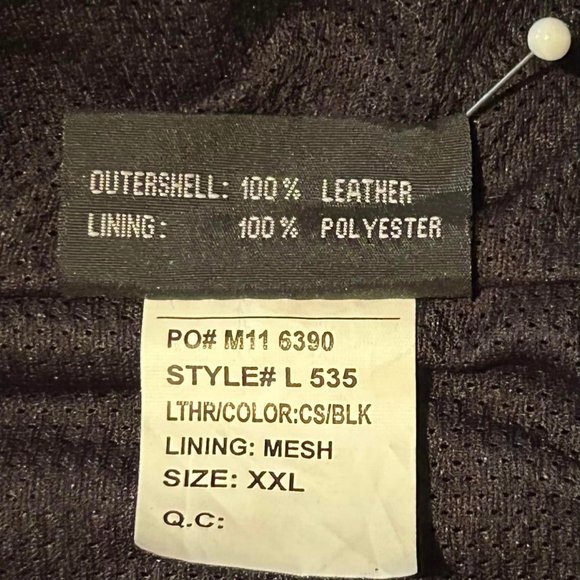 OUTERSHELL: 100% LEATHER
LINING: 100% POLYESTER
PO# M11 6390
STYLE# L 535
LTHR/COLOR:CS/BLK
LINING: MESH
SIZE: XXL
Q.C: